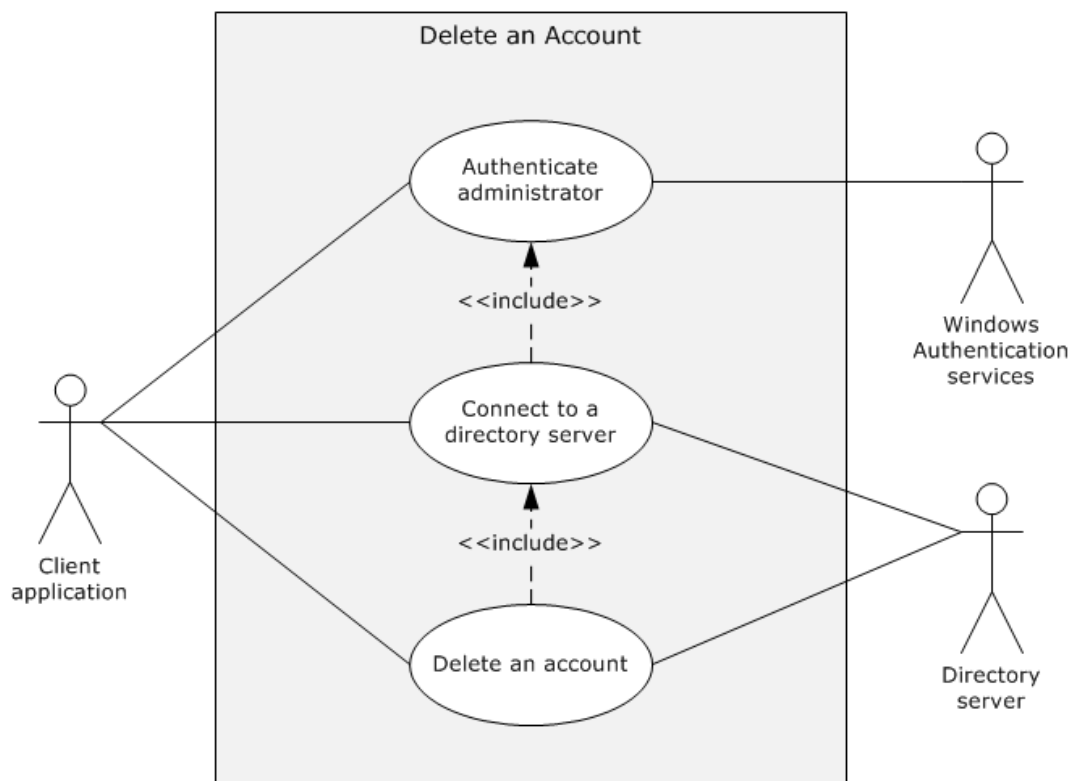 Delete an Account
Authenticate
administrator
<<include>>
Windows
Authentication
services
Connect to a
directory server
<<include>>
Client
application
Delete an account
Directory
server